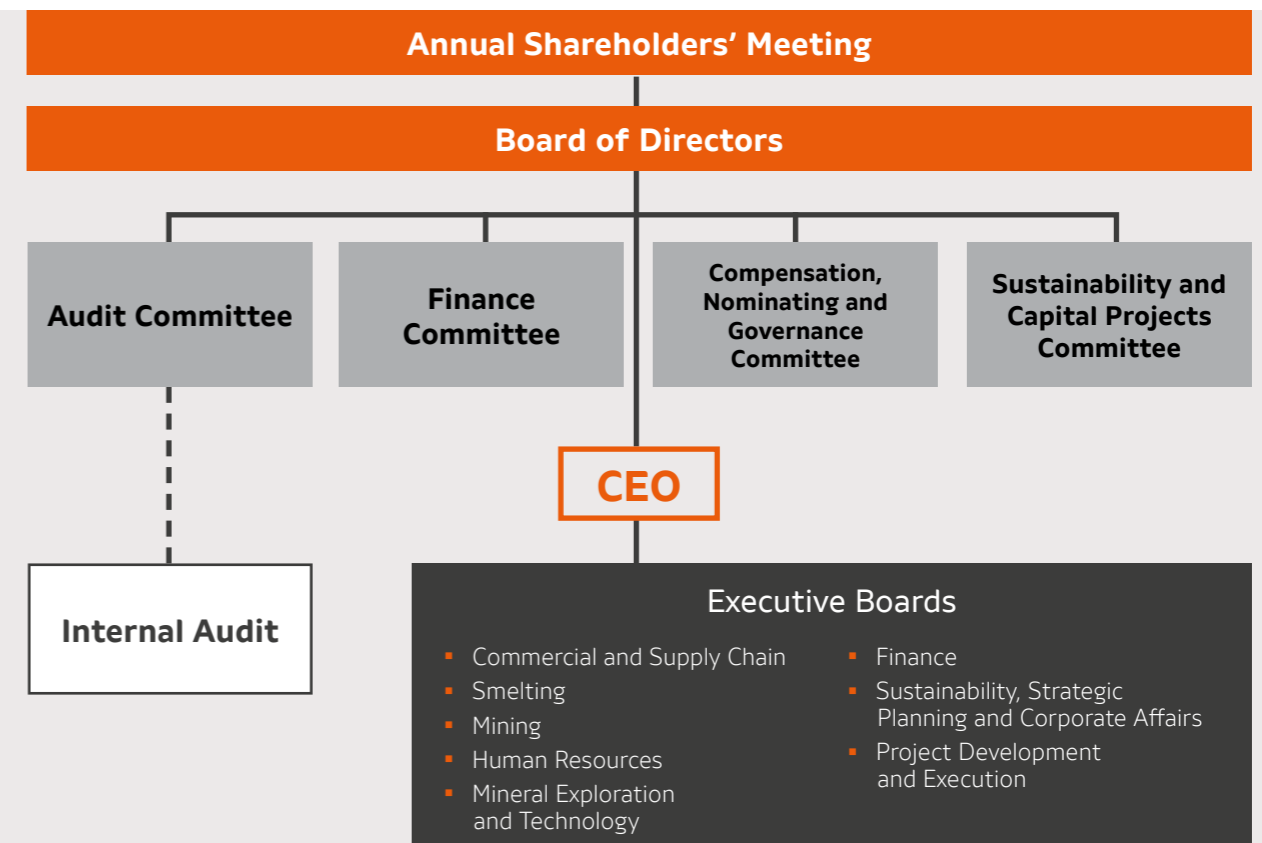 Annual Shareholders’ Meeting
Board of Directors
Audit Committee
Finance
Committee
Compensation,
Nominating and
Governance
Committee
Sustainability and
Capital Projects
Committee
CEO
Internal Audit
Executive Boards
▪ Commercial and Supply Chain
▪ Smelting
▪ Mining
▪ Human Resources
▪ Mineral Exploration
and Technology
▪ Finance
▪ Sustainability, Strategic
Planning and Corporate Affairs
▪ Project Development
and Execution